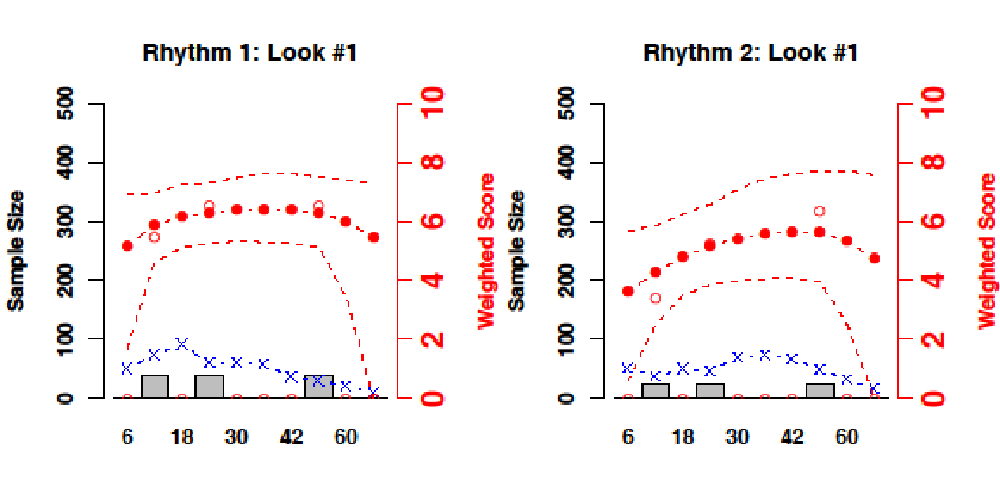 Rhythm 1: Look #1
Sample Size
0 100 200 300 400 500
6 18 30 42 60
0 2 4 6 8 10
Weighted Score
Rhythm 2: Look #1
Sample Size
0 100 200 300 400 500
6 18 30 42 60
0 2 4 6 8 10
Weighted Score